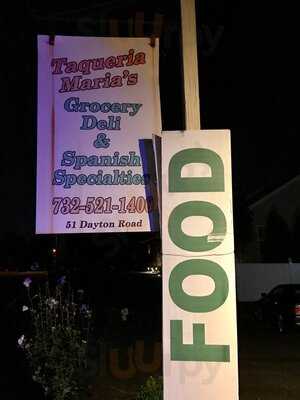 Taqueria
Maria's
Grocery
Deli
&
Spanish
Specialties
732-521-1400
51 Dayton Road
FOOD